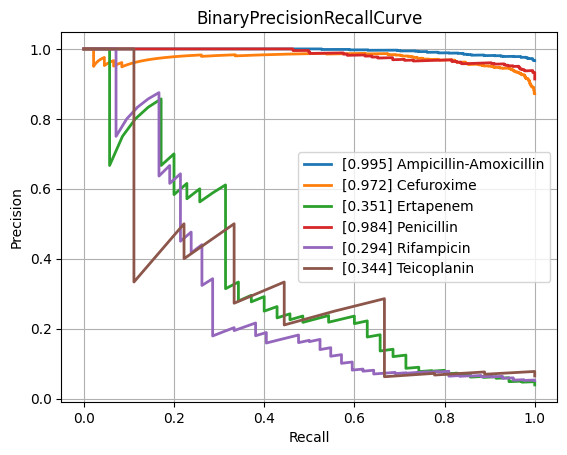 BinaryPrecisionRecallCurve
1.0
0.8
0.6
0.4
0.2
0.0
Precision
[0.995] Ampicillin-Amoxicillin
[0.972] Cefuroxime
[0.351] Ertapenem
[0.984] Penicillin
[0.294] Rifampicin
[0.344] Teicoplanin
0.0 0.2 0.4 0.6 0.8 1.0
Recall